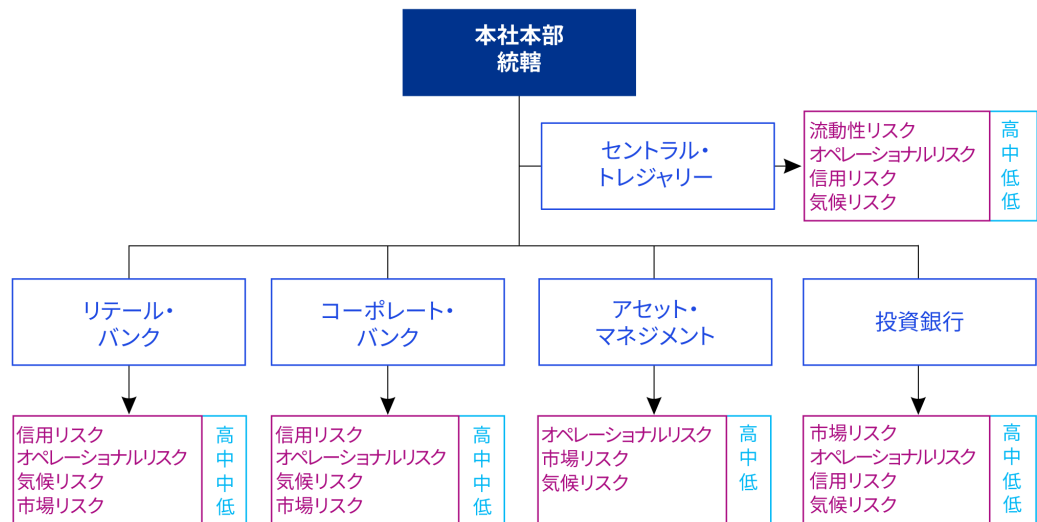 本社本部
統轄
セントラル・
トレジャリー
流動性リスク 高
オペレーショナルリスク 中
信用リスク 低
気候リスク 低
リテール・
バンク
コーポレート・
バンク
アセット・
マネジメント
投資銀行
信用リスク 高
オペレーショナルリスク 中
気候リスク 中
市場リスク 低
信用リスク 高
オペレーショナルリスク 中
気候リスク 中
市場リスク 低
オペレーショナルリスク 高
市場リスク 中
気候リスク 低
市場リスク 高
オペレーショナルリスク 中
信用リスク 低
気候リスク 低